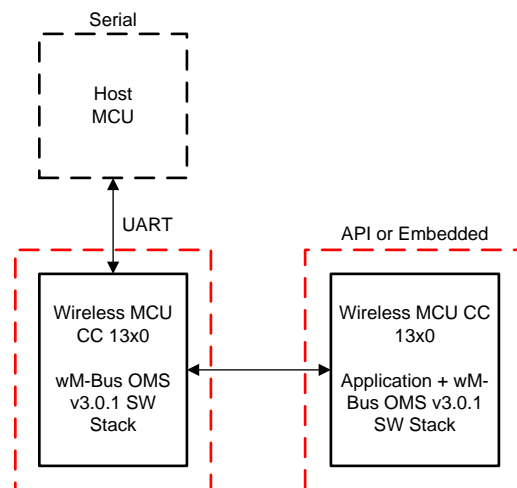 Serial
Host
MCU
UART
API or Embedded
Wireless MCU
CC 13x0
wM-Bus OMS
v3.0.1 SW
Stack
Wireless MCU CC
13x0
Application + wM-
Bus OMS v3.0.1
SW Stack